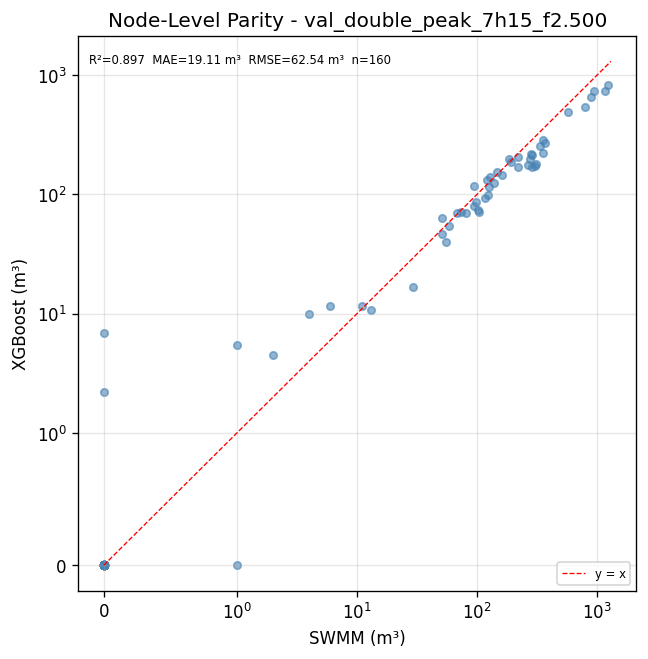 Node-Level Parity - val_double_peak_7h15_f2.500
R²=0.897 MAE=19.11 m³ RMSE=62.54 m³ n=160
10³
10²
10¹
10⁰
0
XGBoost (m³)
y = x
0
10⁰
10¹
10²
10³
SWMM (m³)